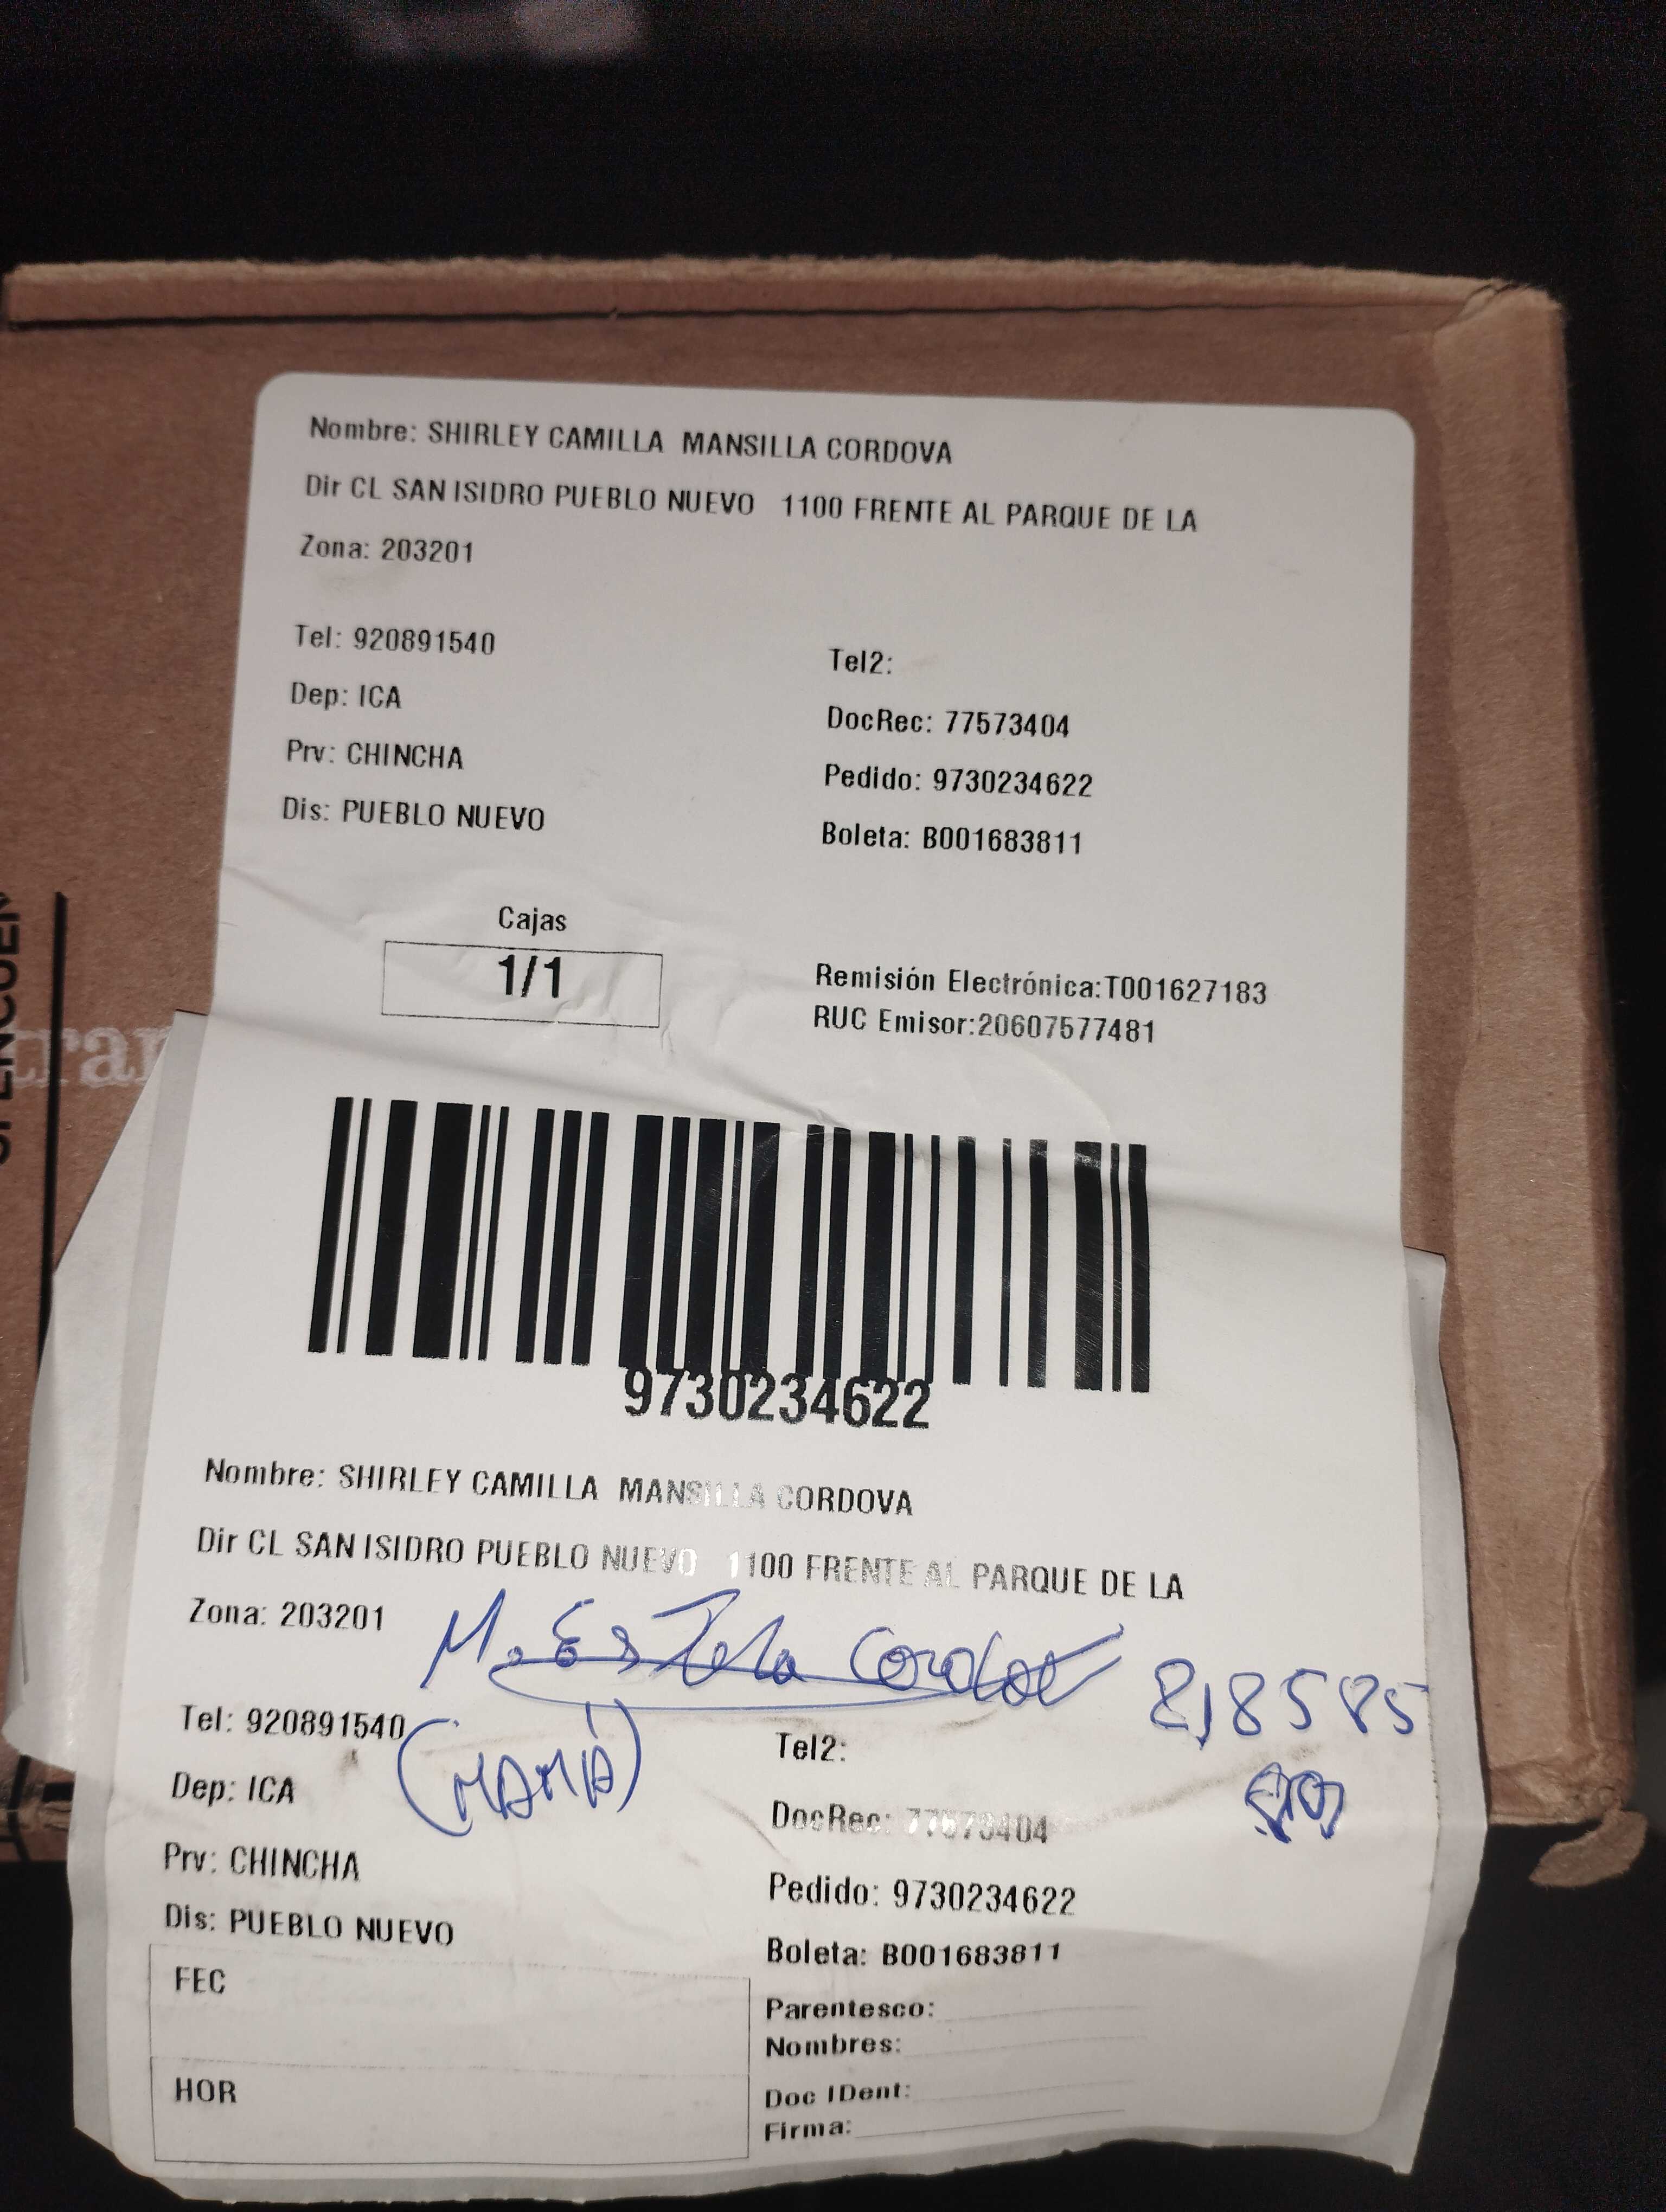 Nombre: SHIRLEY CAMILLA MANSILLA CORDOVA
Dir CL SAN ISIDRO PUEBLO NUEVO 1100 FRENTE AL PARQUE DE LA
Zona: 203201
Tel: 920891540
Tel2:
Dep: ICA
DocRec: 77573404
Prv: CHINCHA
Pedido: 9730234622
Dis: PUEBLO NUEVO
Boleta: B001683811
Cajas
1/1
Remisión Electrónica:T001627183
RUC Emisor:20607577481
9730234622
Nombre: SHIRLEY CAMILLA MANSILLA CORDOVA
Dir CL SAN ISIDRO PUEBLO NUEVO 1100 FRENTE AL PARQUE DE LA
Zona: 203201
M. Estela
Tel: 920891540
(MAMÁ)
Tel2:
Dep: ICA
DocRec: 77573404
Prv: CHINCHA
Pedido: 9730234622
Dis: PUEBLO NUEVO
Boleta: B001683811
FEC
Parentesco:
Nombres:
HOR
Doc IDent:
Firma: